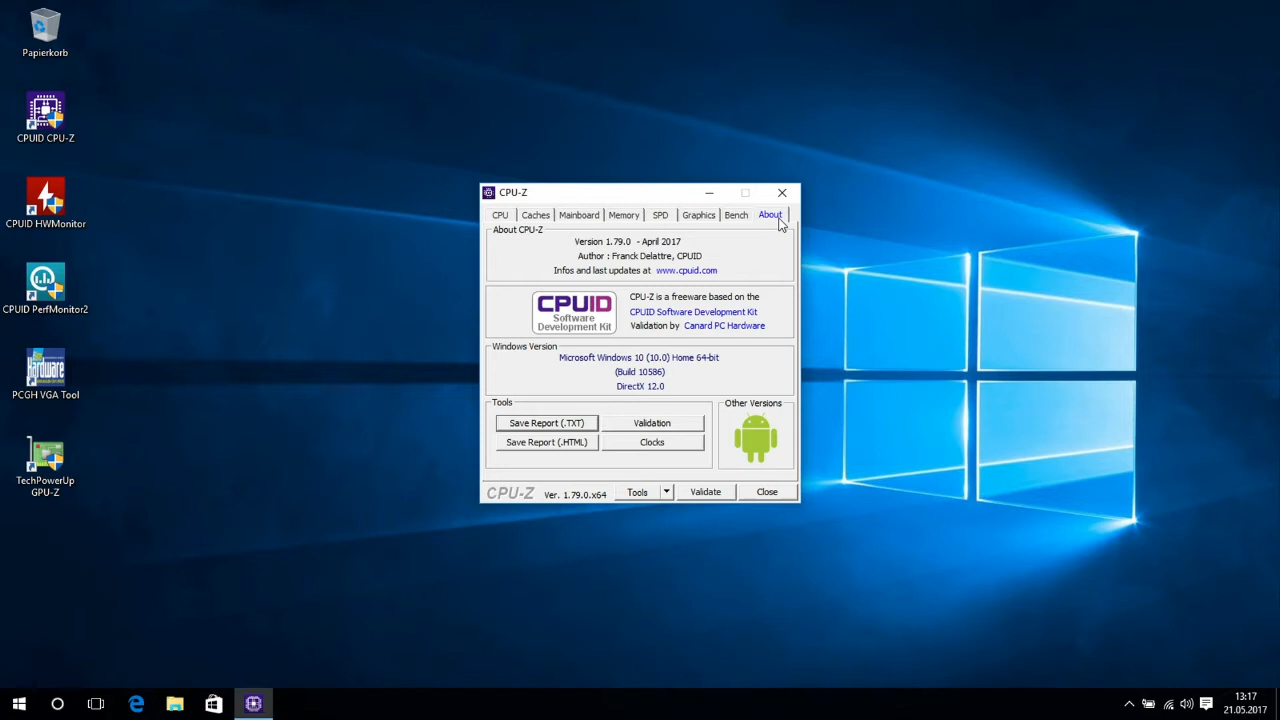 Papierkorb
CPUID CPU-Z
CPUID HWMonitor
CPUID PerfMonitor2
Hardware
PCGH VGA Tool
TechPowerUp
GPU-Z
CPU-Z
CPU Caches Mainboard Memory SPD Graphics Bench About
About CPU-Z
Version 1.79.0 - April 2017
Author : Franck Delattre, CPUID
Infos and last updates at www.cpuid.com
CPUID
Software
Development Kit
CPU-Z is a freeware based on the
CPUID Software Development Kit
Validation by Canard PC Hardware
Windows Version
Microsoft Windows 10 (10.0) Home 64-bit
(Build 10586)
DirectX 12.0
Tools
Save Report (.TXT) Validation
Save Report (.HTML) Clocks
Other Versions
CPU-Z Ver. 1.79.0.x64 Tools Validate Close
13:17
21.05.2017